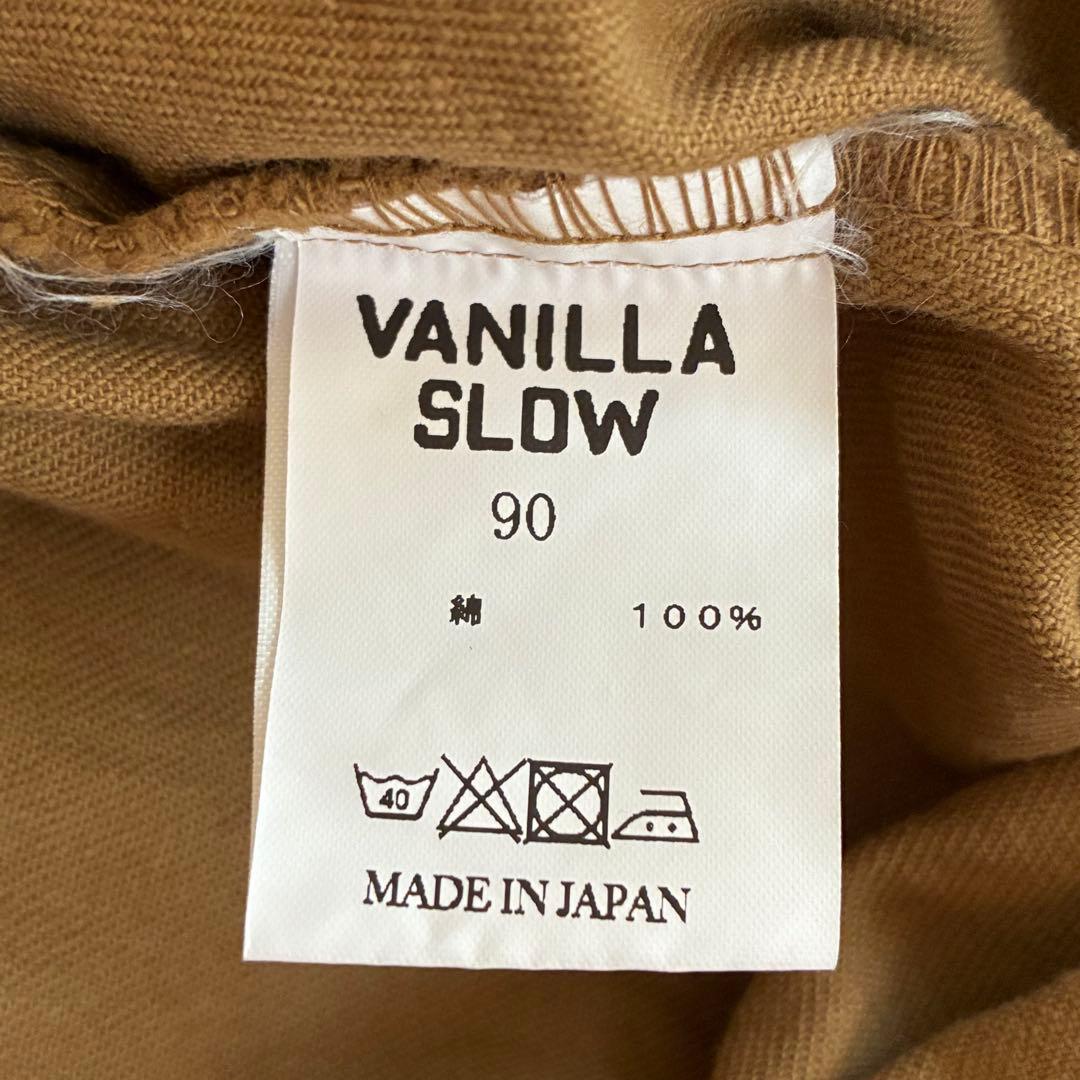 VANILLA
SLOW
90
綿 １００％
40
MADE IN JAPAN